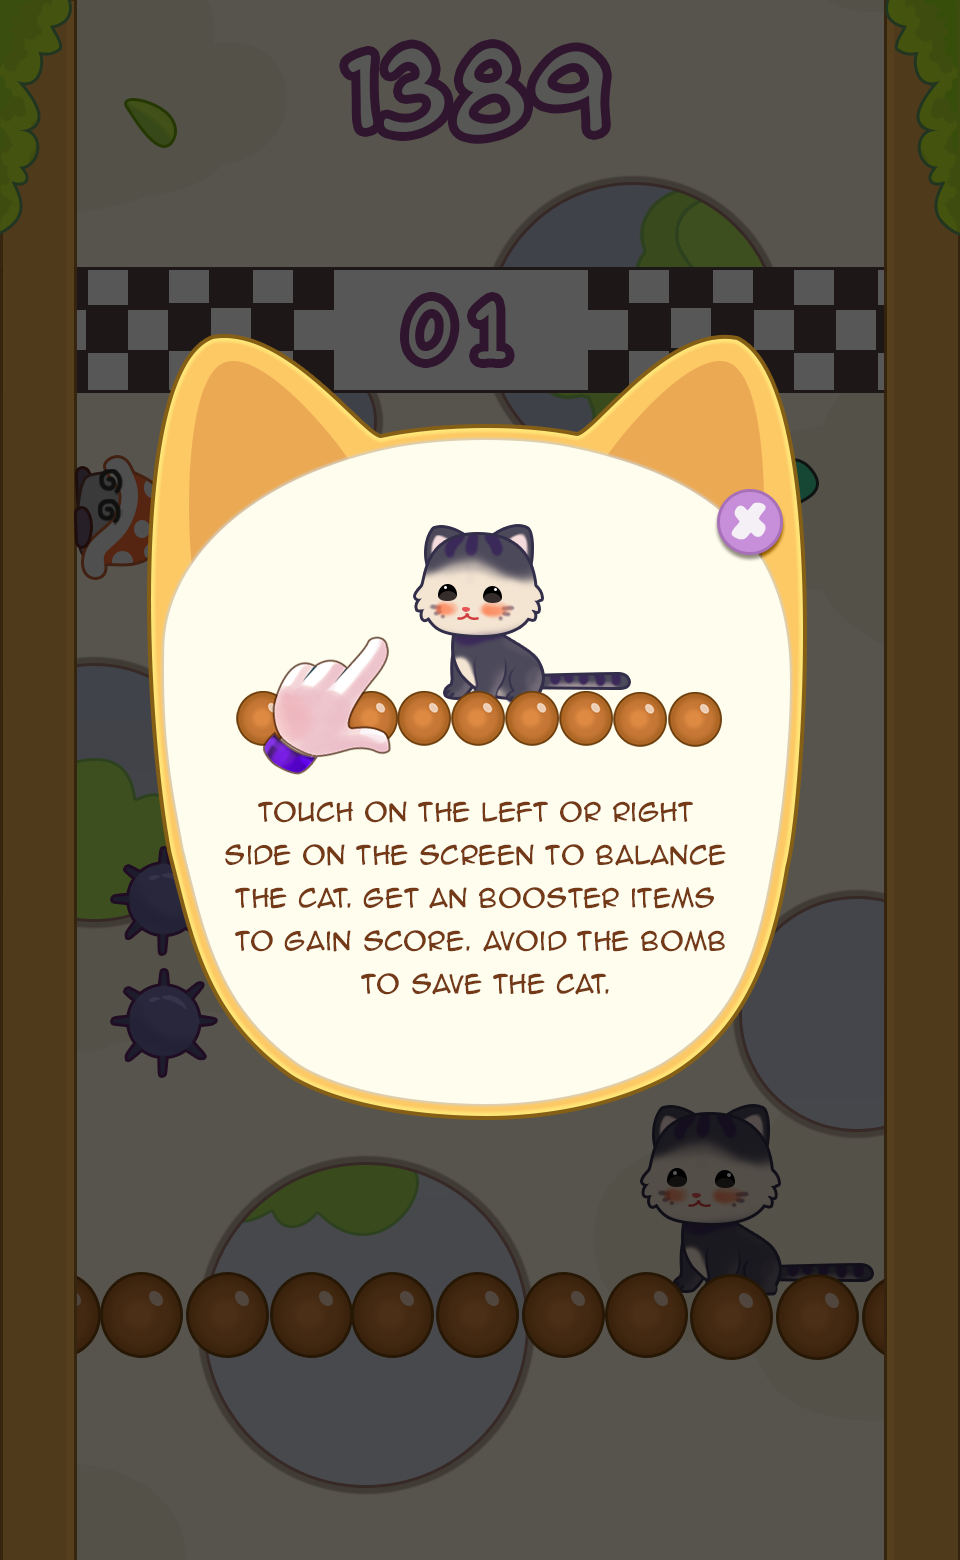 1389
01
TOUCH ON THE LEFT OR RIGHT
SIDE ON THE SCREEN TO BALANCE
THE CAT. GET AN BOOSTER ITEMS
TO GAIN SCORE. AVOID THE BOMB
TO SAVE THE CAT.